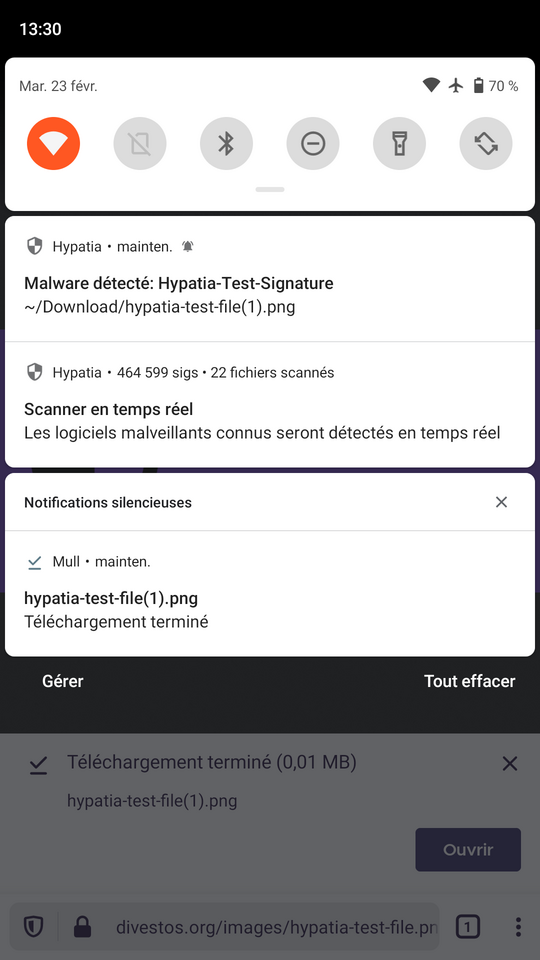 13:30
Mar. 23 févr.
70 %
Hypatia • mainten.
Malware détecté: Hypatia-Test-Signature
~/Download/hypatia-test-file(1).png
Hypatia • 464 599 sigs • 22 fichiers scannés
Scanner en temps réel
Les logiciels malveillants connus seront détectés en temps réel
Notifications silencieuses
Mull • mainten.
hypatia-test-file(1).png
Téléchargement terminé
Gérer
Tout effacer
Téléchargement terminé (0,01 MB)
hypatia-test-file(1).png
Ouvrir
divestos.org/images/hypatia-test-file.pn
1